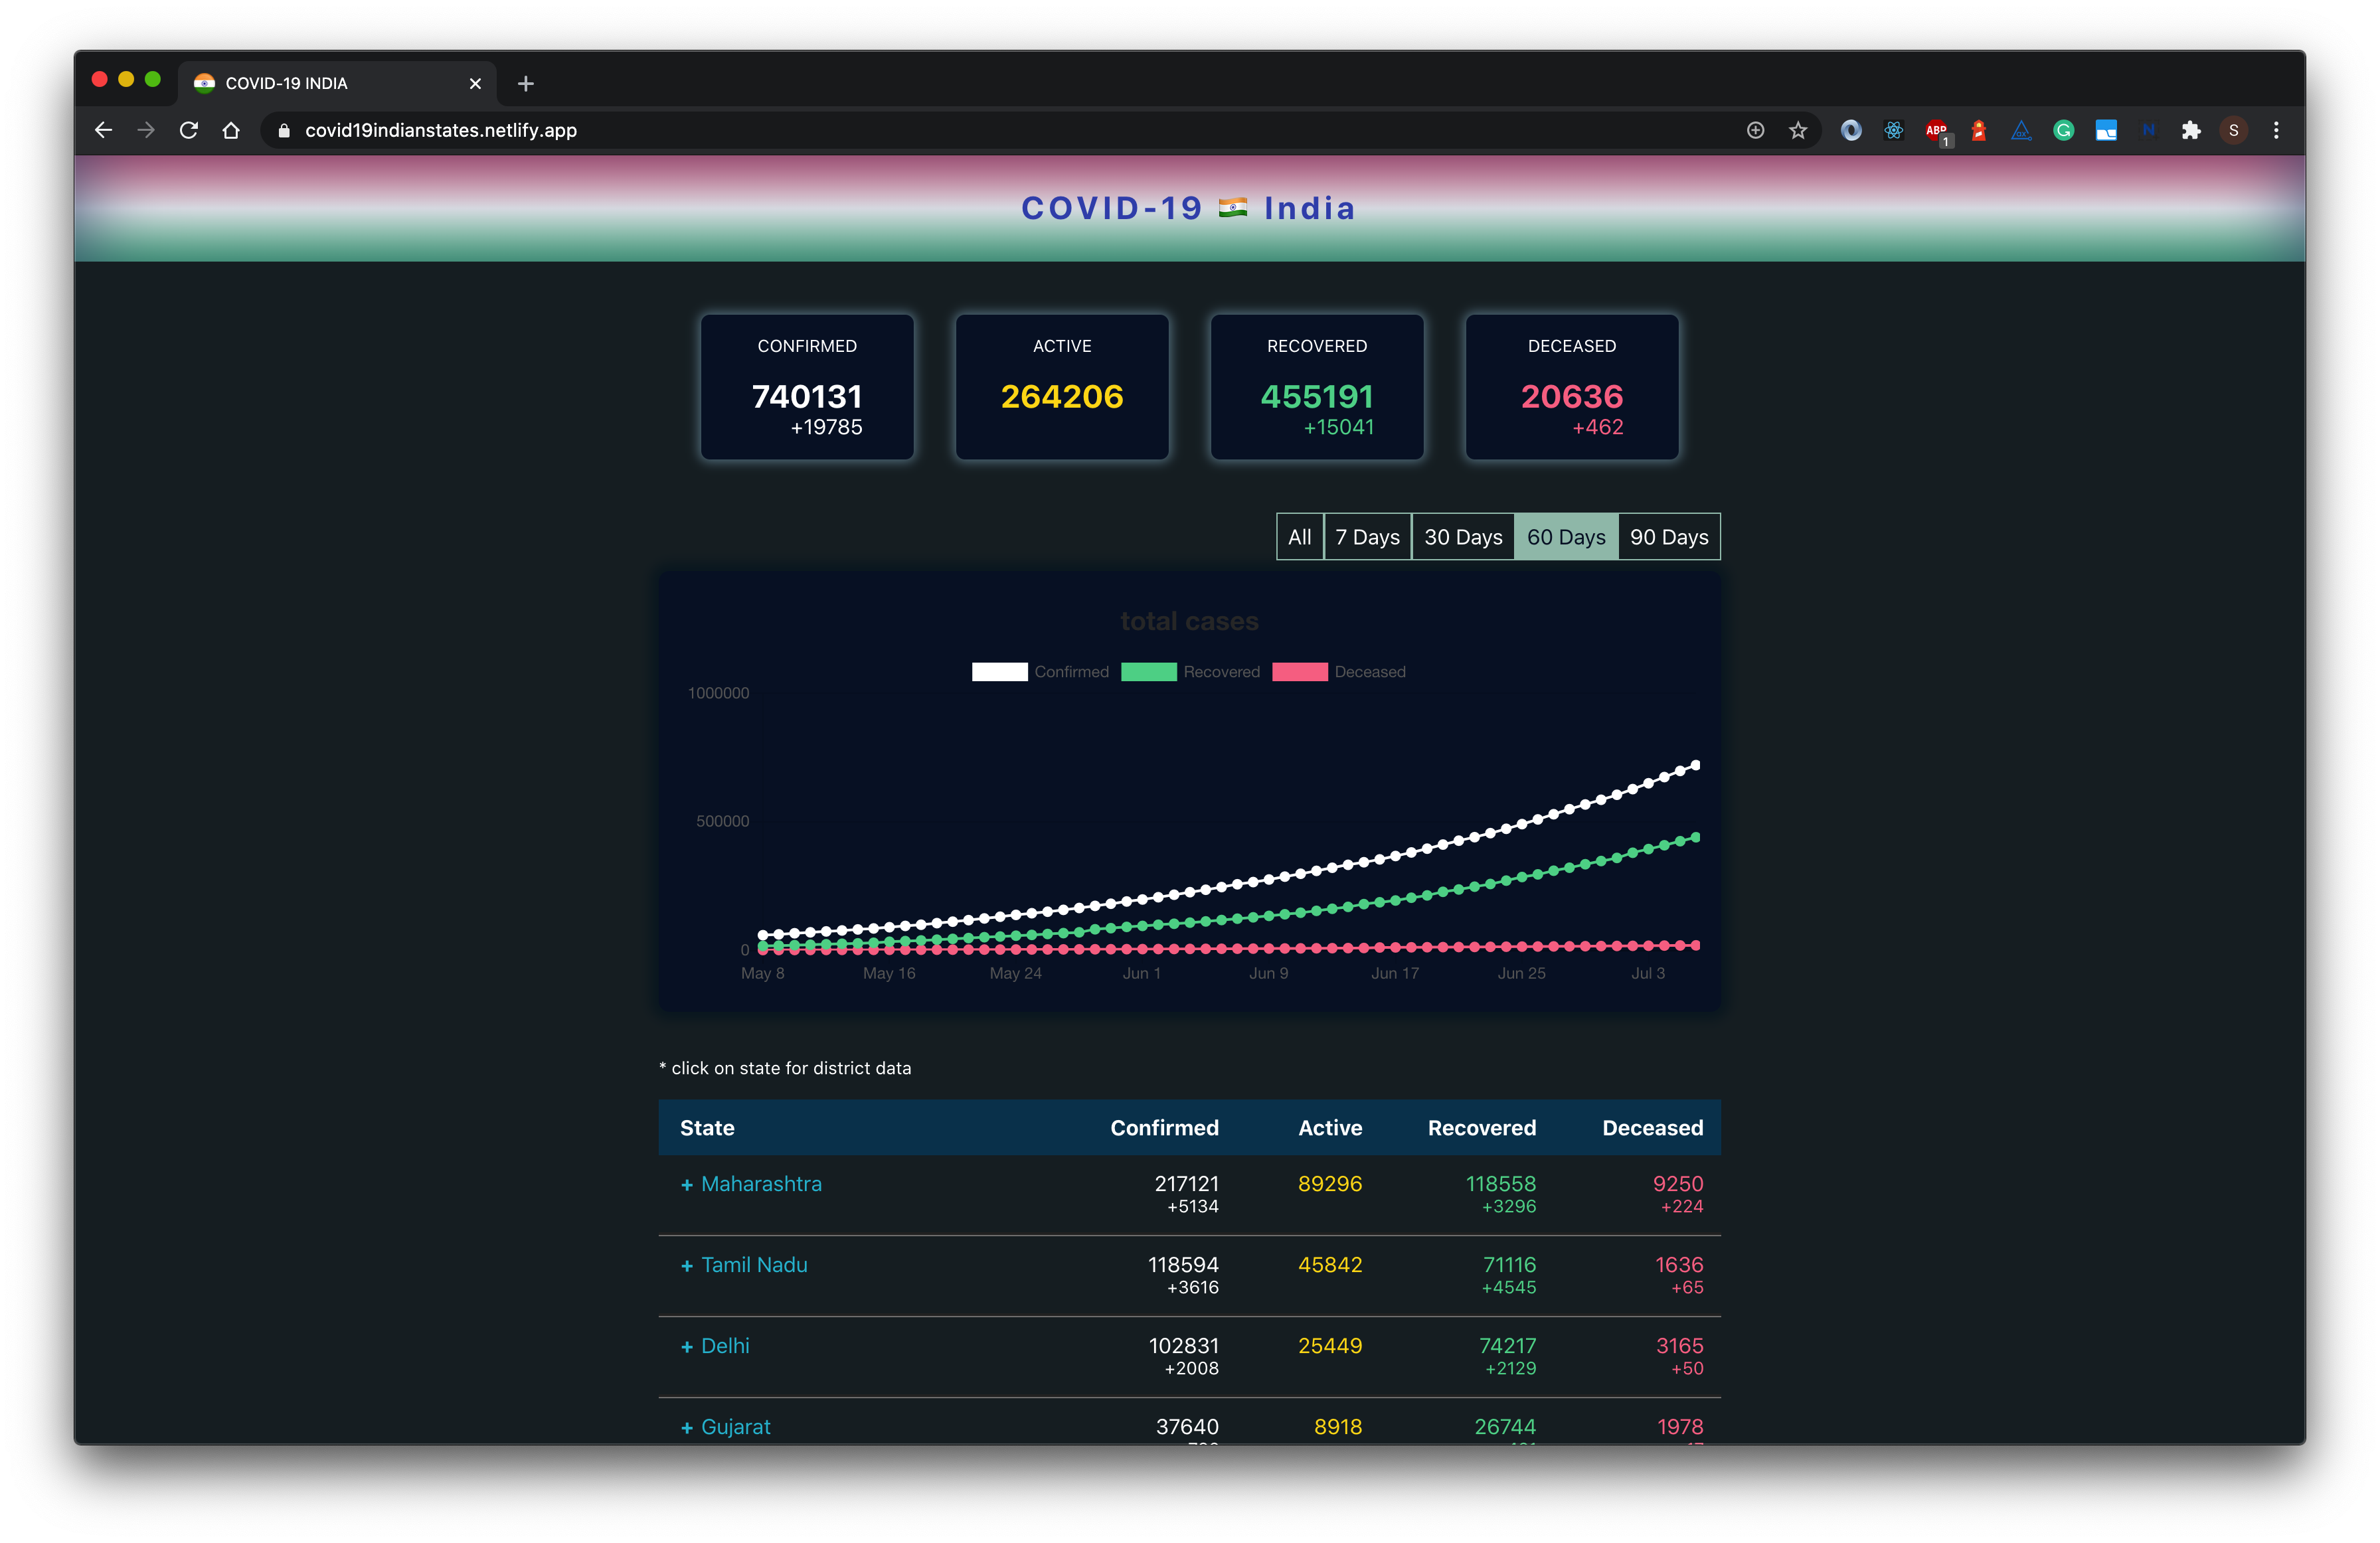 COVID-19 INDIA
covid19indianstates.netlify.app
ABP
1
G
N
S
COVID-19 🇮🇳 India
CONFIRMED ACTIVE RECOVERED DECEASED
740131 264206 455191 20636
+19785 +15041 +462
All 7 Days 30 Days 60 Days 90 Days
total cases
Confirmed Recovered Deceased
1000000
500000
0
May 8 May 16 May 24 Jun 1 Jun 9 Jun 17 Jun 25 Jul 3
* click on state for district data
State Confirmed Active Recovered Deceased
+ Maharashtra 217121 89296 118558 9250
+5134 +3296 +224
+ Tamil Nadu 118594 45842 71116 1636
+3616 +4545 +65
+ Delhi 102831 25449 74217 3165
+2008 +2129 +50
+ Gujarat 37640 8918 26744 1978